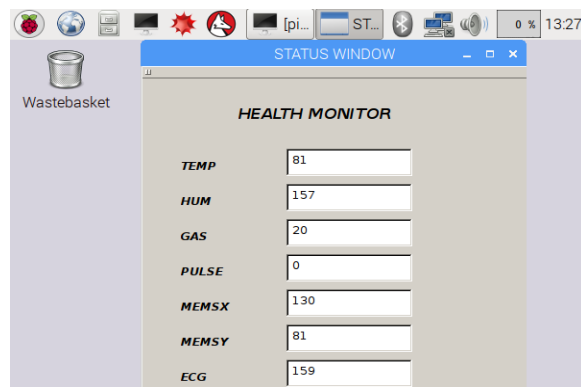 [pi... ST... 0 % 13:27
STATUS WINDOW
Wastebasket
HEALTH MONITOR
TEMP 81
HUM 157
GAS 20
PULSE 0
MEMSX 130
MEMSY 81
ECG 159